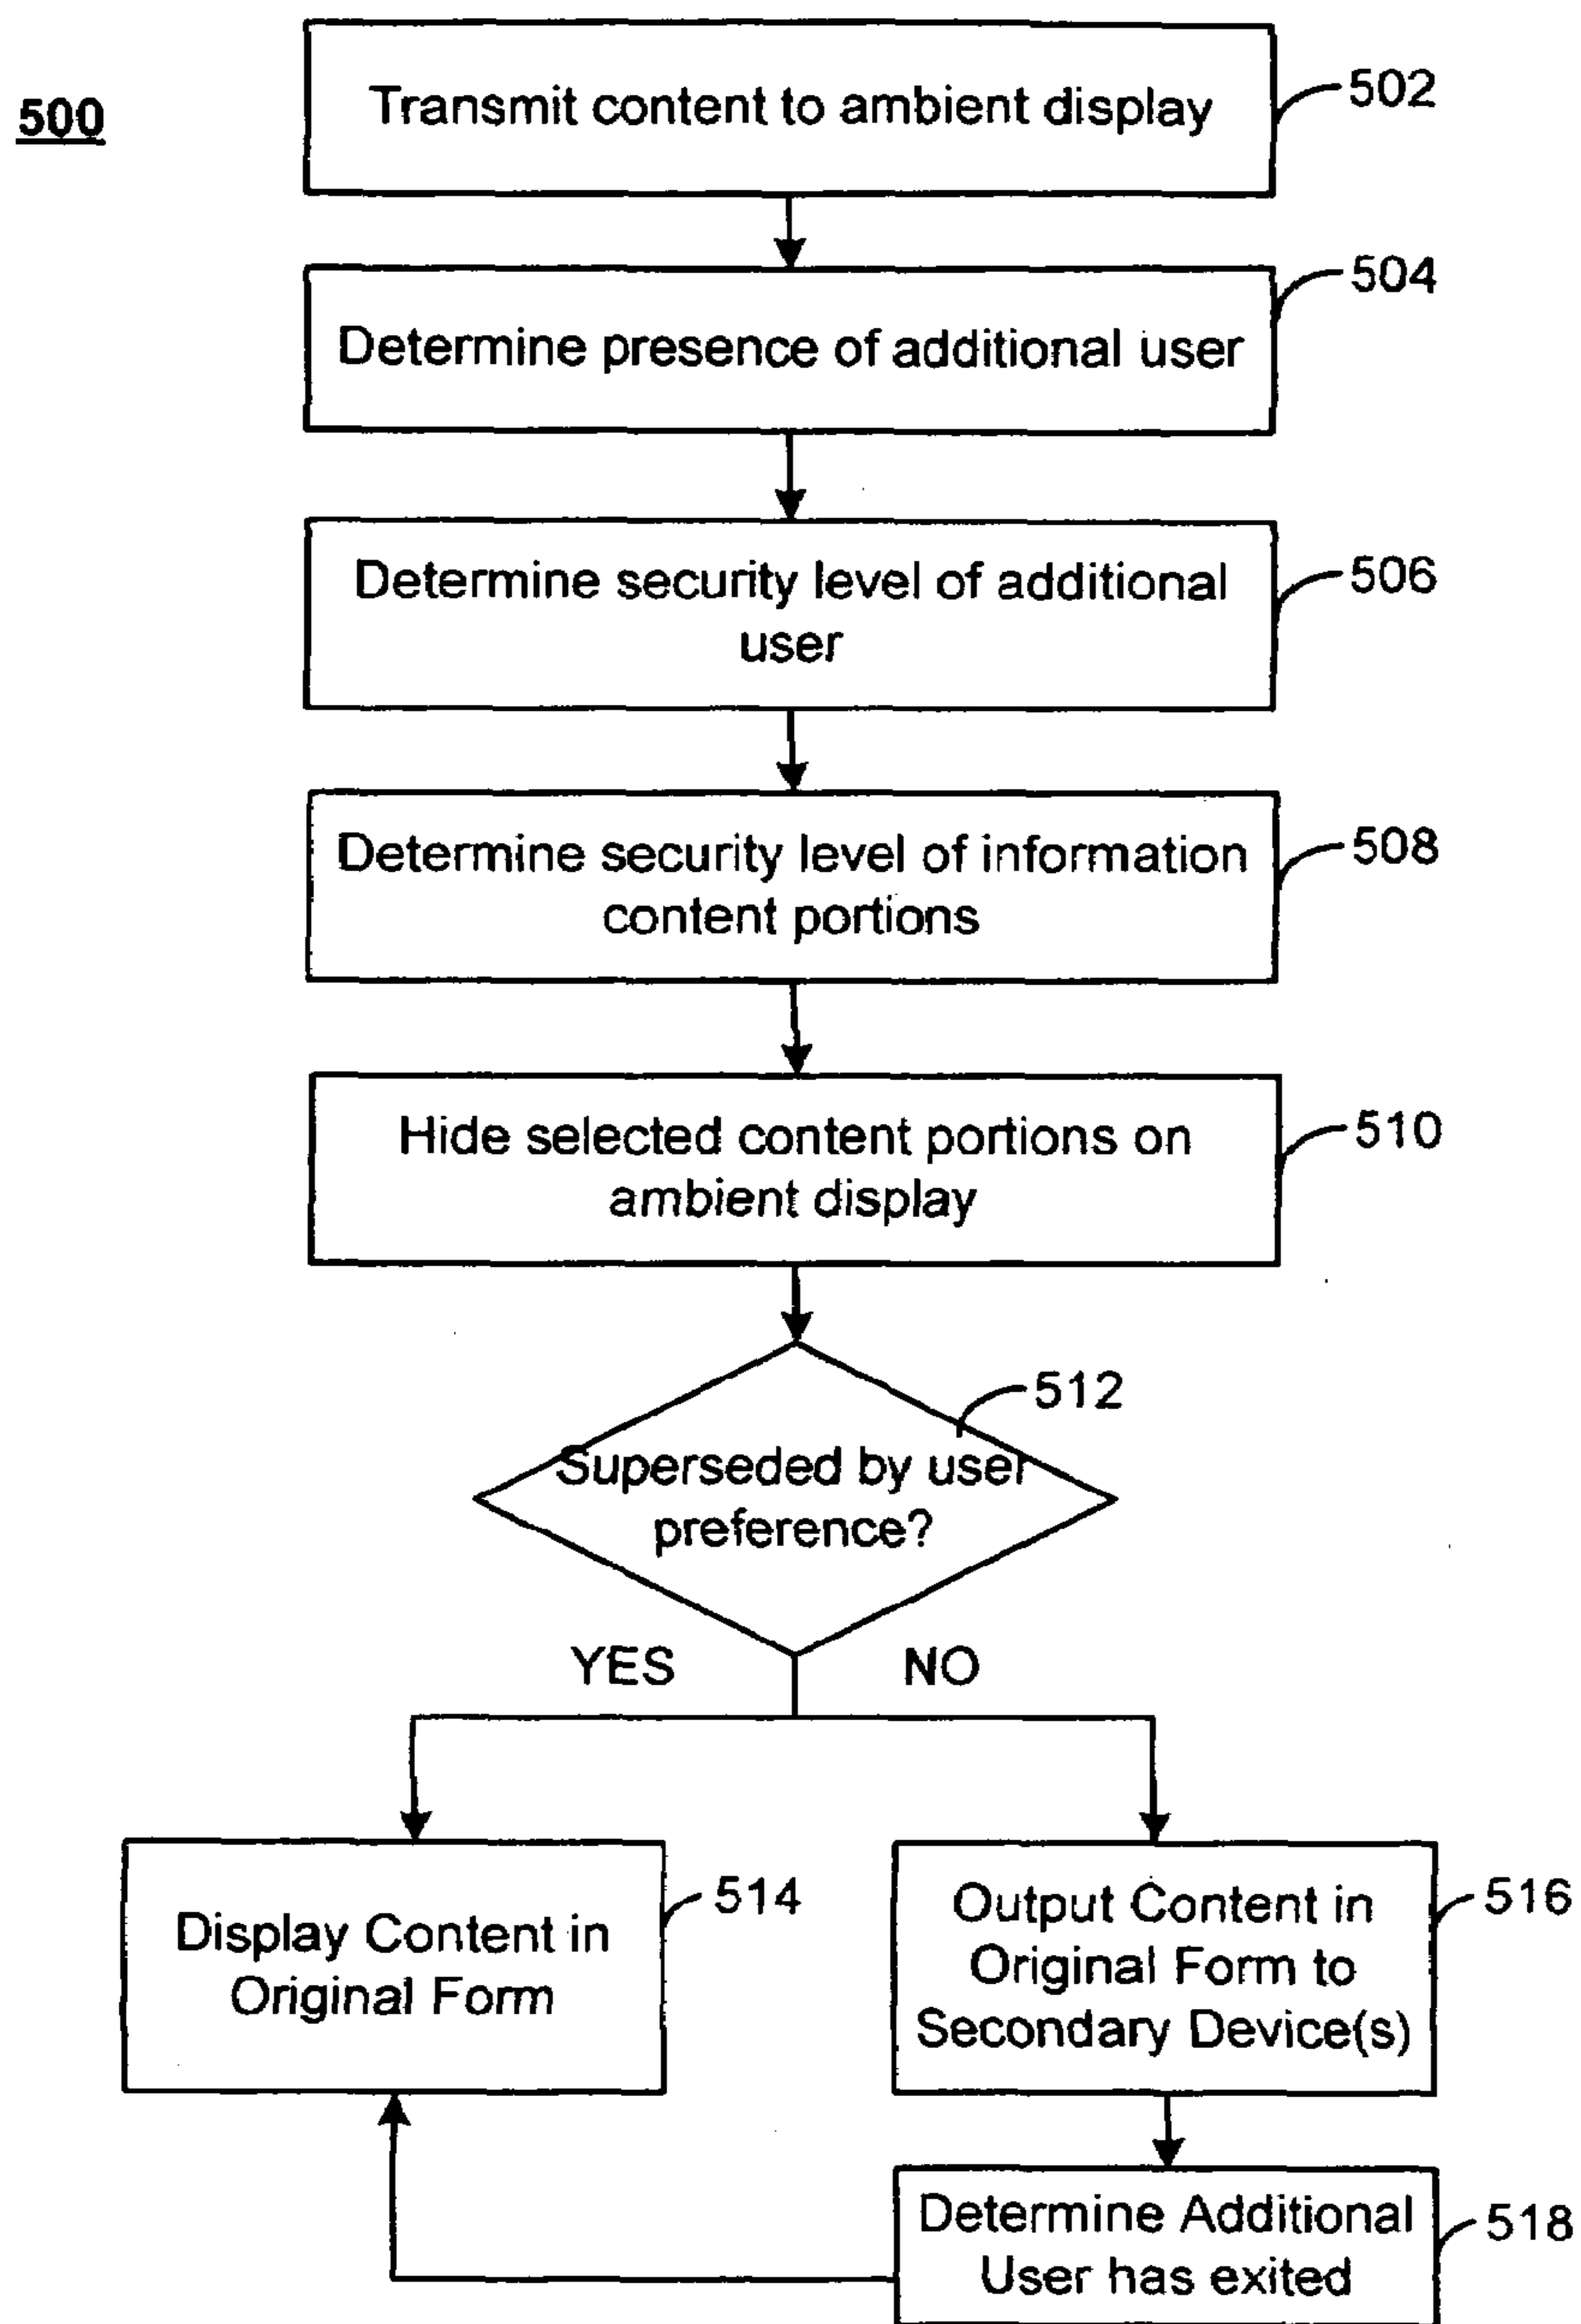 500
Transmit content to ambient display
502
Determine presence of additional user
504
Determine security level of additional
user
506
Determine security level of information
content portions
508
Hide selected content portions on
ambient display
510
512
Superseded by user
preference?
YES
NO
Display Content in
Original Form
514
Output Content in
Original Form to
Secondary Device(s)
516
Determine Additional
User has exited
518